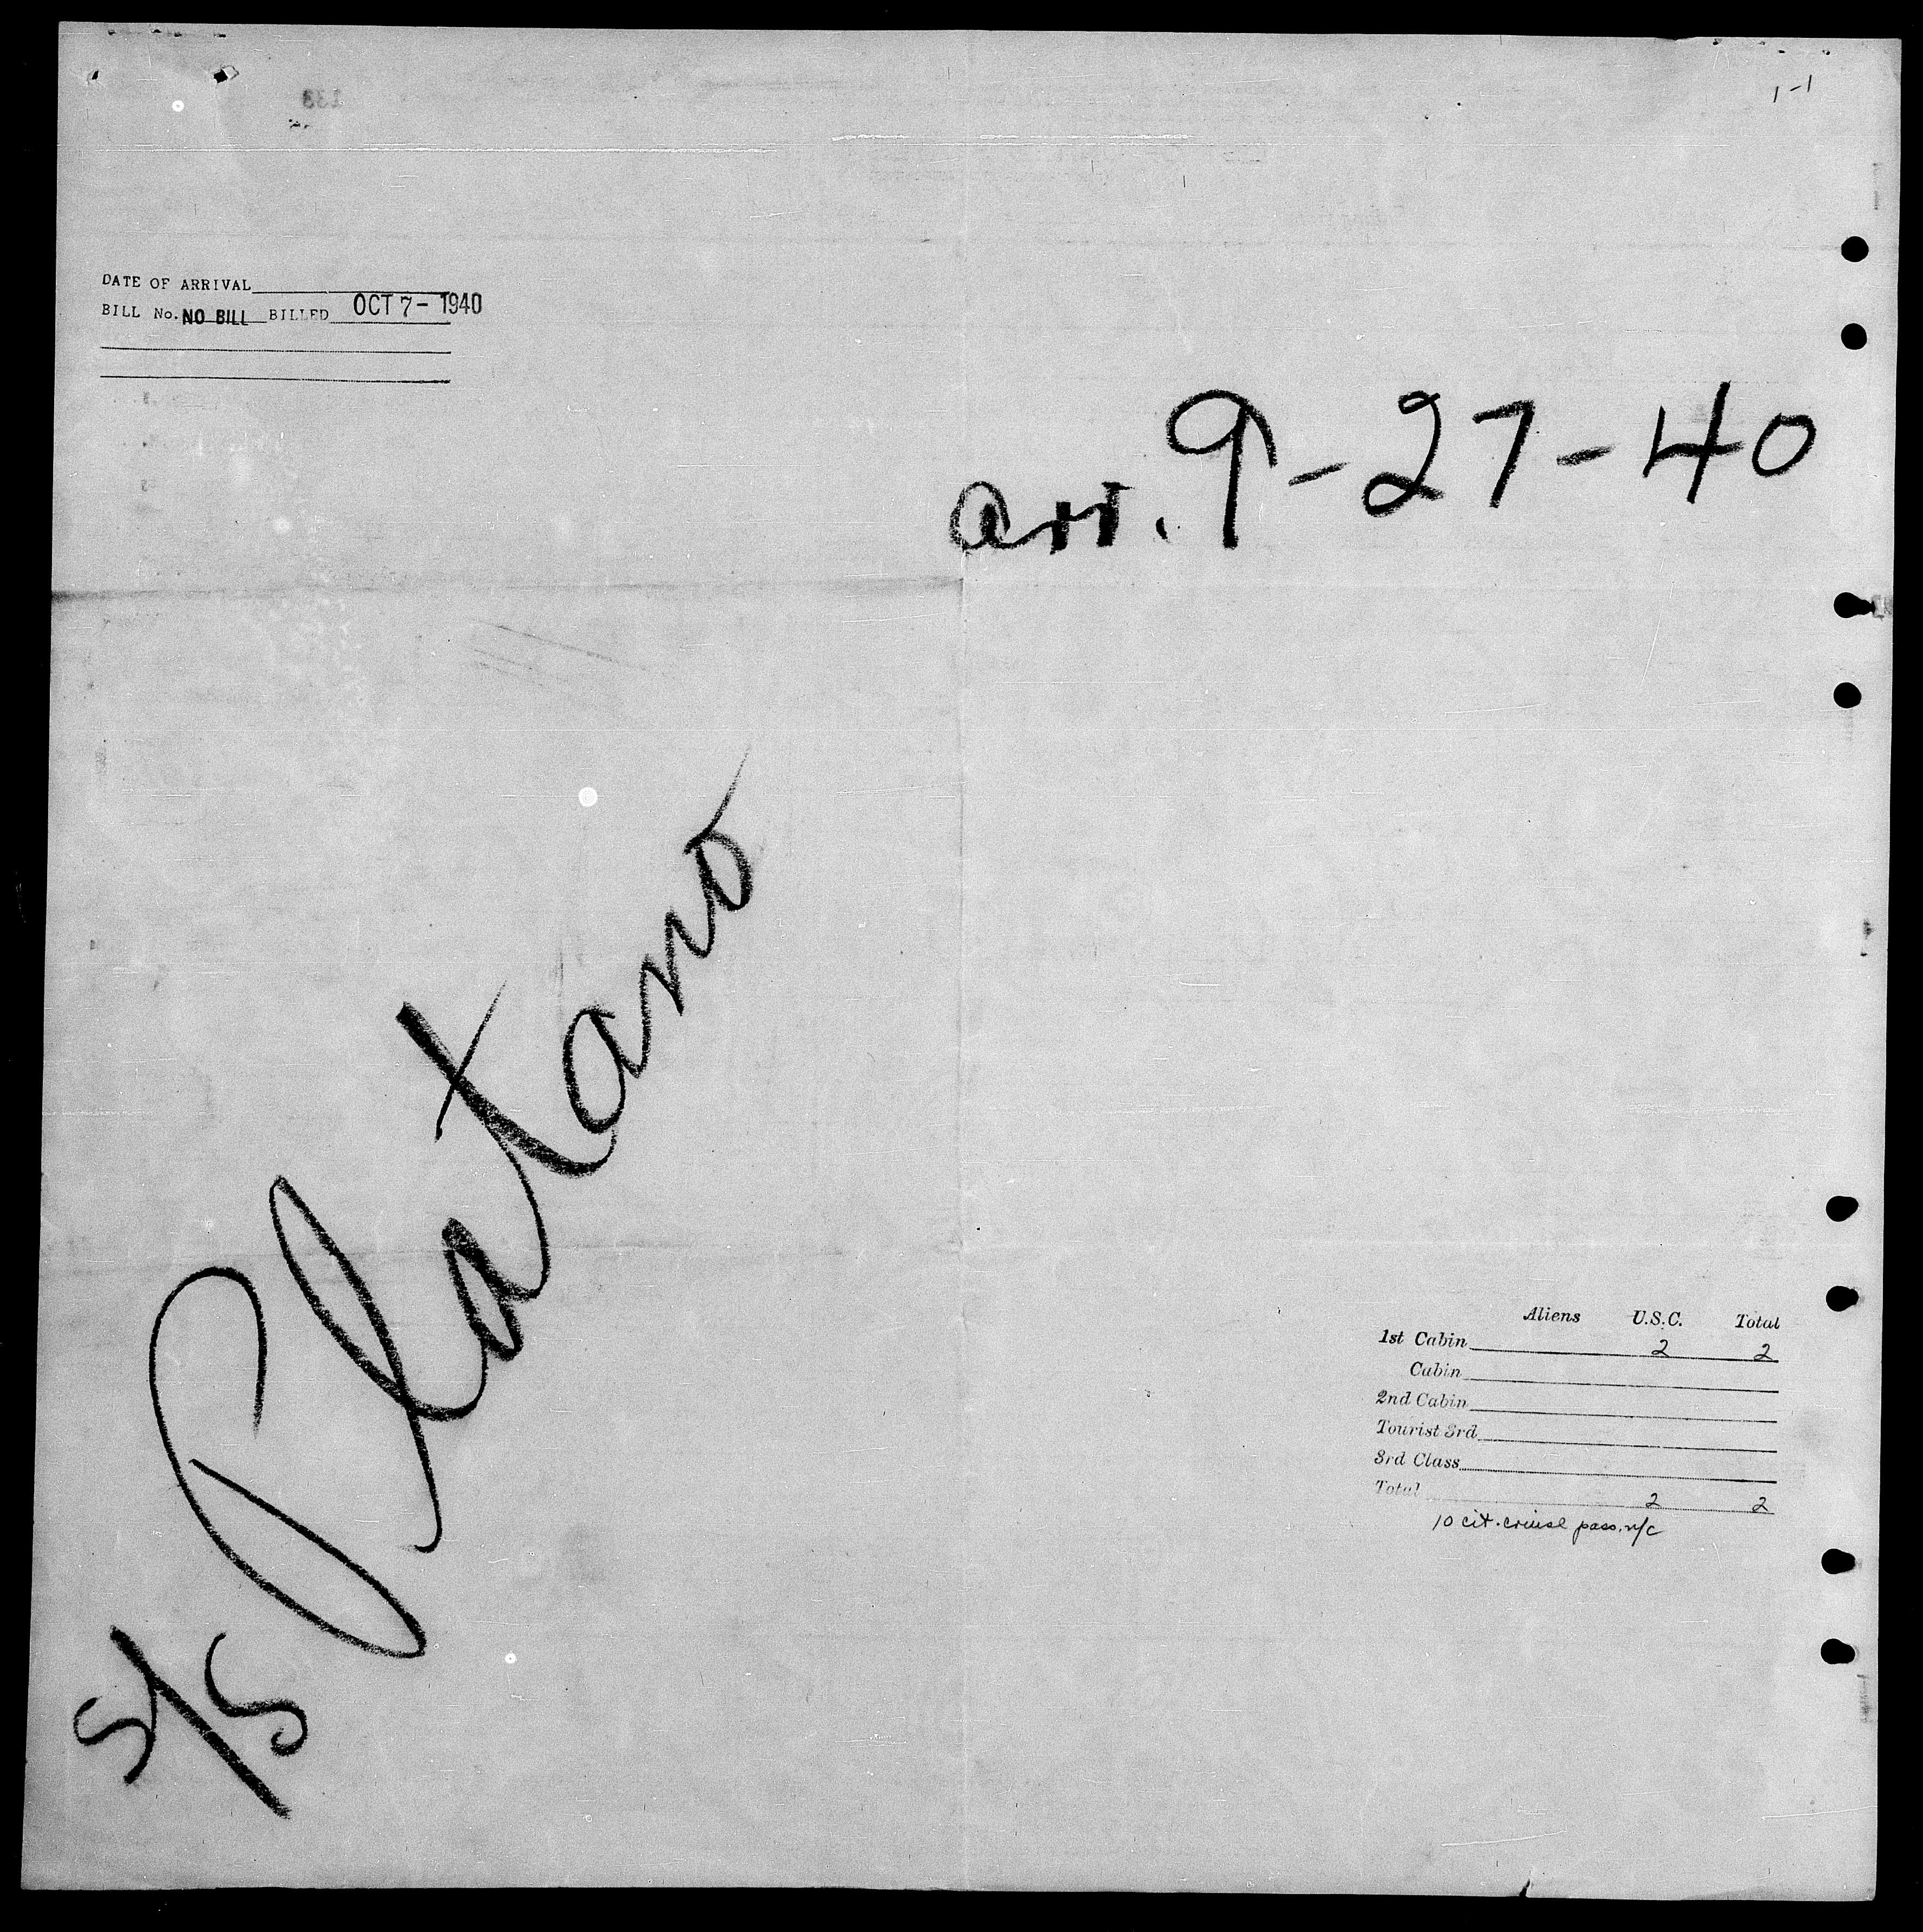 1-1
DATE OF ARRIVAL
BILL No. NO BILL BILLED OCT 7- 1940
arr. 9-27-40
S/S Platano
Aliens U.S.C. Total
1st Cabin 2 2
Cabin
2nd Cabin
Tourist 3rd
3rd Class
Total 2 2
10 cit. cruise pass. n/c